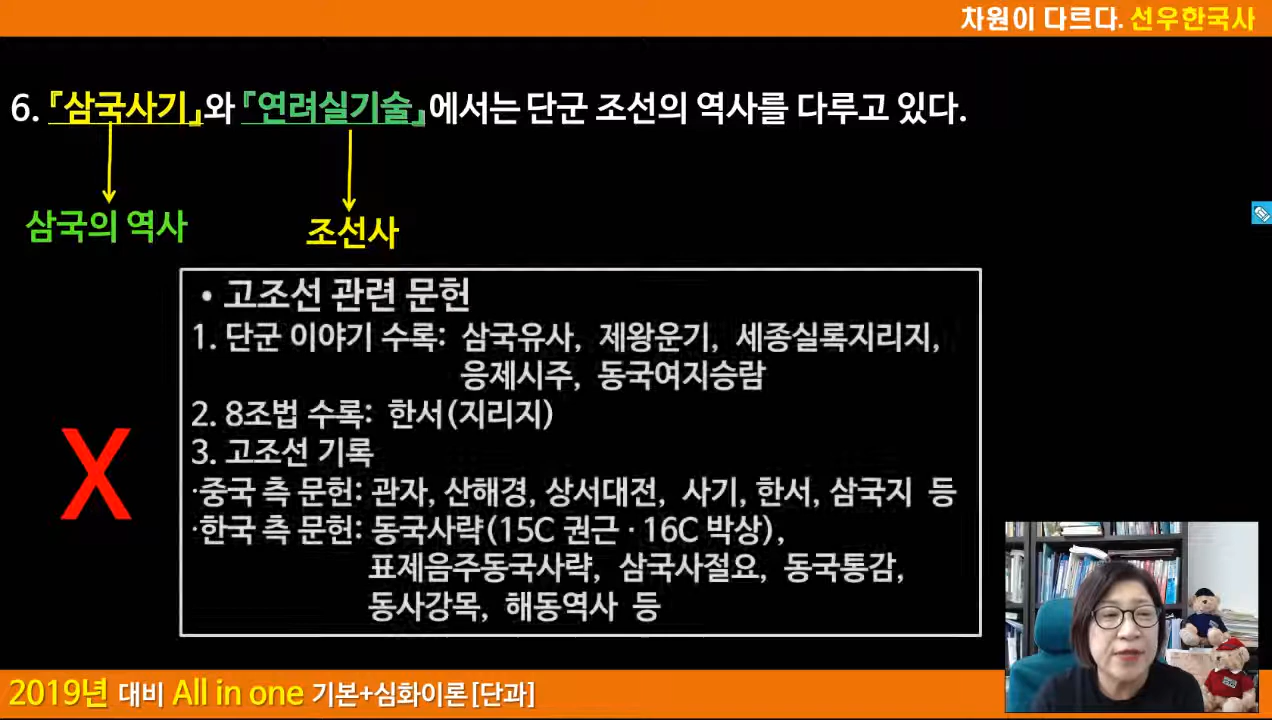 차원이 다르다. 선우한국사
6. 『삼국사기』와 『연려실기술』에서는 단군 조선의 역사를 다루고 있다.
삼국의 역사
조선사
• 고조선 관련 문헌
1. 단군 이야기 수록: 삼국유사, 제왕운기, 세종실록지리지,
응제시주, 동국여지승람
2. 8조법 수록: 한서(지리지)
3. 고조선 기록
·중국 측 문헌: 관자, 산해경, 상서대전, 사기, 한서, 삼국지 등
·한국 측 문헌: 동국사략(15C 권근·16C 박상),
표제음주동국사략, 삼국사절요, 동국통감,
동사강목, 해동역사 등
X
2019년 대비 All in one 기본+심화이론[단과]